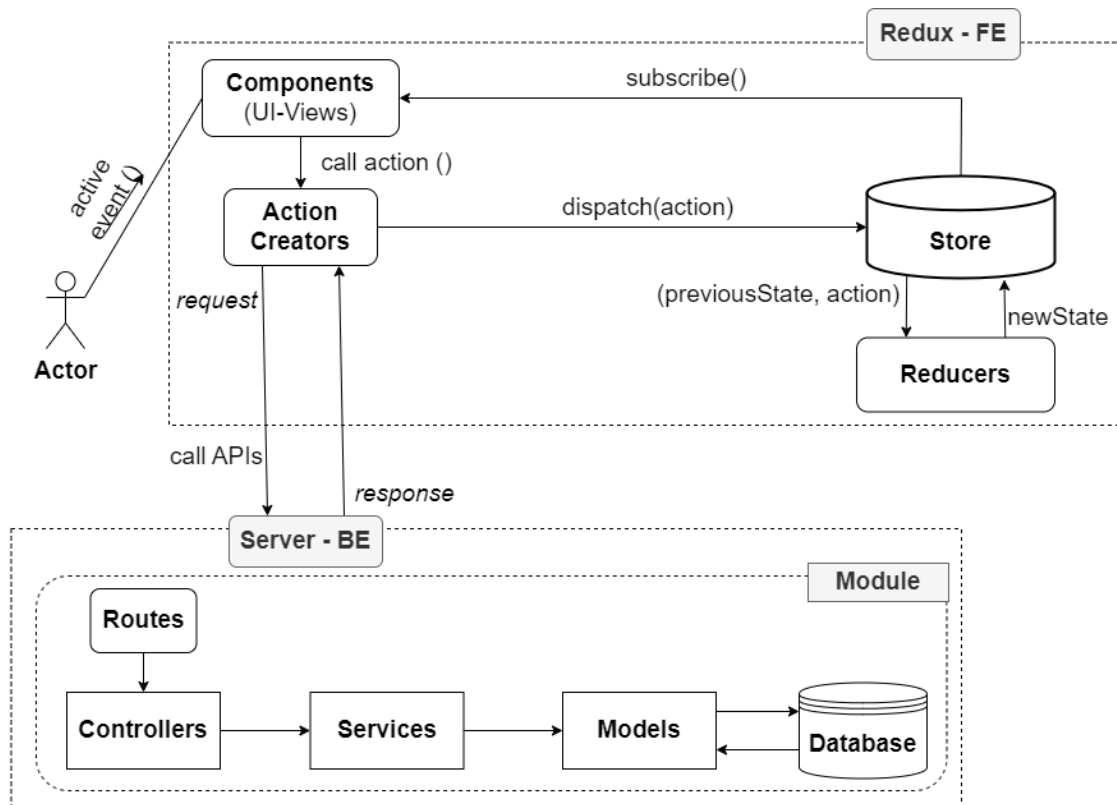 Redux - FE
Components
(UI-Views)
subscribe()
call action ()
active
event ()
Action
Creators
dispatch(action)
Store
request
(previousState, action)
newState
Actor
Reducers
call APIs
response
Server - BE
Module
Routes
Controllers
Services
Models
Database